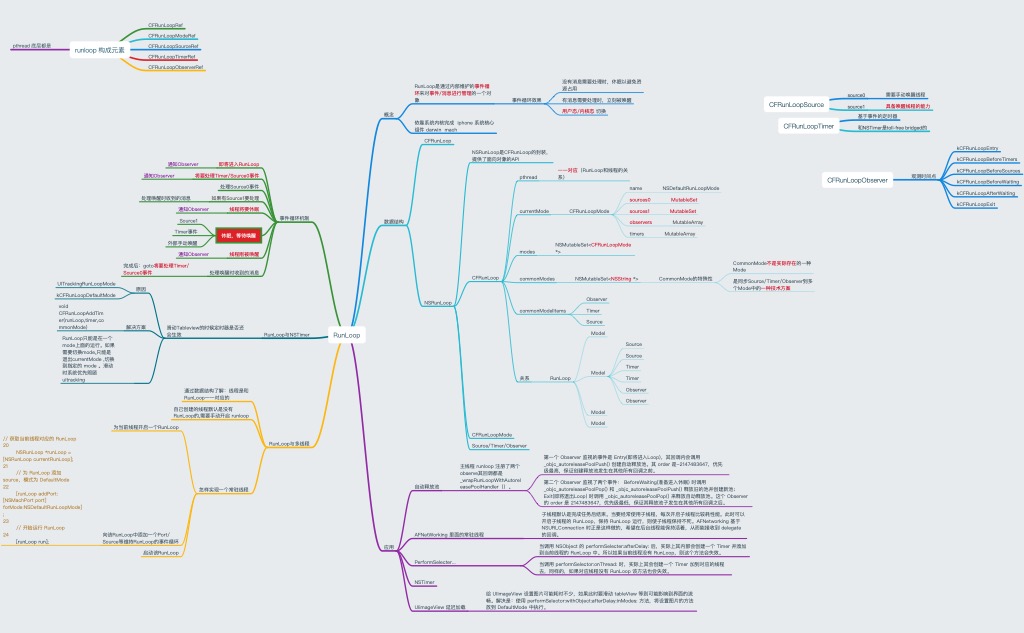 CFRunLoopRef
CFRunLoopModeRef
pthread 底层都是
runloop 构成元素
CFRunLoopSourceRef
CFRunLoopTimerRef
CFRunLoopObserverRef
RunLoop
概念
RunLoop是通过内部维护的事件循
环来对事件/消息进行管理的一个对
象
事件循环效果
没有消息需要处理时，休眠以避免资
源占用
有消息需要处理时，立刻被唤醒
用户态/内核态 切换
依靠系统内核完成 iphone 系统核心
组件 darwin mach
数据结构
CFRunLoop
NSRunLoop
NSRunLoop是CFRunLoop的封装，
提供了面向对象的API
CFRunLoop
pthread
一一对应（RunLoop和线程的关
系）
currentMode
CFRunLoopMode
name
NSDefaultRunLoopMode
sources0
MutableSet
sources1
MutableSet
observers
MutableArray
timers
MutableArray
modes
NSMutableSet<CFRunLoopMode
*>
commonModes
NSMutableSet<NSString *>
CommonMode的特殊性
CommonMode不是实际存在的一种
Mode
是同步Source/Timer/Observer到多
个Mode中的一种技术方案
commonModeItems
Observer
Timer
Source
关系
RunLoop
Model
Model
Source
Source
Timer
Timer
Observer
Observer
Model
Model
CFRunLoopMode
Source/Timer/Observer
CFRunLoopSource
source0
需要手动唤醒线程
source1
具备唤醒线程的能力
CFRunLoopTimer
基于事件的定时器
和NSTimer是toll-free bridged的
CFRunLoopObserver
观测时间点
kCFRunLoopEntry
kCFRunLoopBeforeTimers
kCFRunLoopBeforeSources
kCFRunLoopBeforeWaiting
kCFRunLoopAfterWaiting
kCFRunLoopExit
事件循环机制
通知Observer
即将进入RunLoop
通知Observer
将要处理Timer/Source0事件
处理Source0事件
处理唤醒时收到的消息
如果有Source1要处理
通知Observer
线程将要休眠
Source1
Timer事件
外部手动唤醒
休眠，等待唤醒
通知Observer
线程刚被唤醒
完成后：goto将要处理Timer/
Source0事件
处理唤醒时收到的消息
RunLoop与NSTimer
滑动Tableview的时候定时器是否还
会生效
原因
UITrackingRunLoopMode
kCFRunLoopDefaultMode
解决方案
void
CFRunLoopAddTim
er(runLoop,timer,co
mmonMode)
RunLoop只能是在一个
mode上面的运行。如果
需要切换mode,只能是
退出currentMode ,切换
到指定的 mode 。滑动
时系统优先跟踪
uitracking
RunLoop与多线程
通过数据结构了解：线程是和
RunLoop一一对应的
自己创建的线程默认是没有
RunLoop的,需要手动开启 runloop
怎样实现一个常驻线程
为当前线程开启一个RunLoop
// 获取当前线程对应的 RunLoop
20
NSRunLoop *runLoop =
[NSRunLoop currentRunLoop];
21
// 为 RunLoop 添加
source，模式为 DefaultMode
22
[runLoop addPort:
[NSMachPort port]
forMode:NSDefaultRunLoopMode]
;
23
// 开始运行 RunLoop
24
[runLoop run];
向该RunLoop中添加一个Port/
Source等维持RunLoop的事件循环
启动该RunLoop
应用
自动释放池
主线程 runloop 注册了两个
obseve其回调都是
_wrapRunLoopWithAutorel
easePoolHandler（）。
第一个 Observer 监视的事件是 Entry(即将进入Loop)，其回调内会调用
_objc_autoreleasePoolPush() 创建自动释放池。其 order 是-2147483647，优先
级最高，保证创建释放池发生在其他所有回调之前。
第二个 Observer 监视了两个事件： BeforeWaiting(准备进入休眠) 时调用
_objc_autoreleasePoolPop() 和 _objc_autoreleasePoolPush() 释放旧的池并创建新池；
Exit(即将退出Loop) 时调用 _objc_autoreleasePoolPop() 来释放自动释放池。这个 Observer
的 order 是 2147483647，优先级最低，保证其释放池子发生在其他所有回调之后。
AFNetWorking 里面的常驻线程
子线程默认是完成任务后结束。当要经常使用子线程，每次开启子线程比较耗性能。此时可以
开启子线程的 RunLoop，保持 RunLoop 运行，则使子线程保持不死。AFNetworking 基于
NSURLConnection 时正是这样做的，希望在后台线程能保持活着，从而能接收到 delegate
的回调。
PerformSelector...
当调用 NSObject 的 performSelecter:afterDelay: 后，实际上其内部会创建一个 Timer 并添加
到当前线程的 RunLoop 中。所以如果当前线程没有 RunLoop，则这个方法会失效。
当调用 performSelector:onThread: 时，实际上其会创建一个 Timer 加到对应的线程
去，同样的，如果对应线程没有 RunLoop 该方法也会失效。
NSTimer
UIImageView 延迟加载
给 UIImageView 设置图片可能耗时不少，如果此时要滑动 tableView 等则可能影响到界面的流
畅。解决是：使用 performSelector:withObject:afterDelay:inModes: 方法，将设置图片的方法
放到 DefaultMode 中执行。